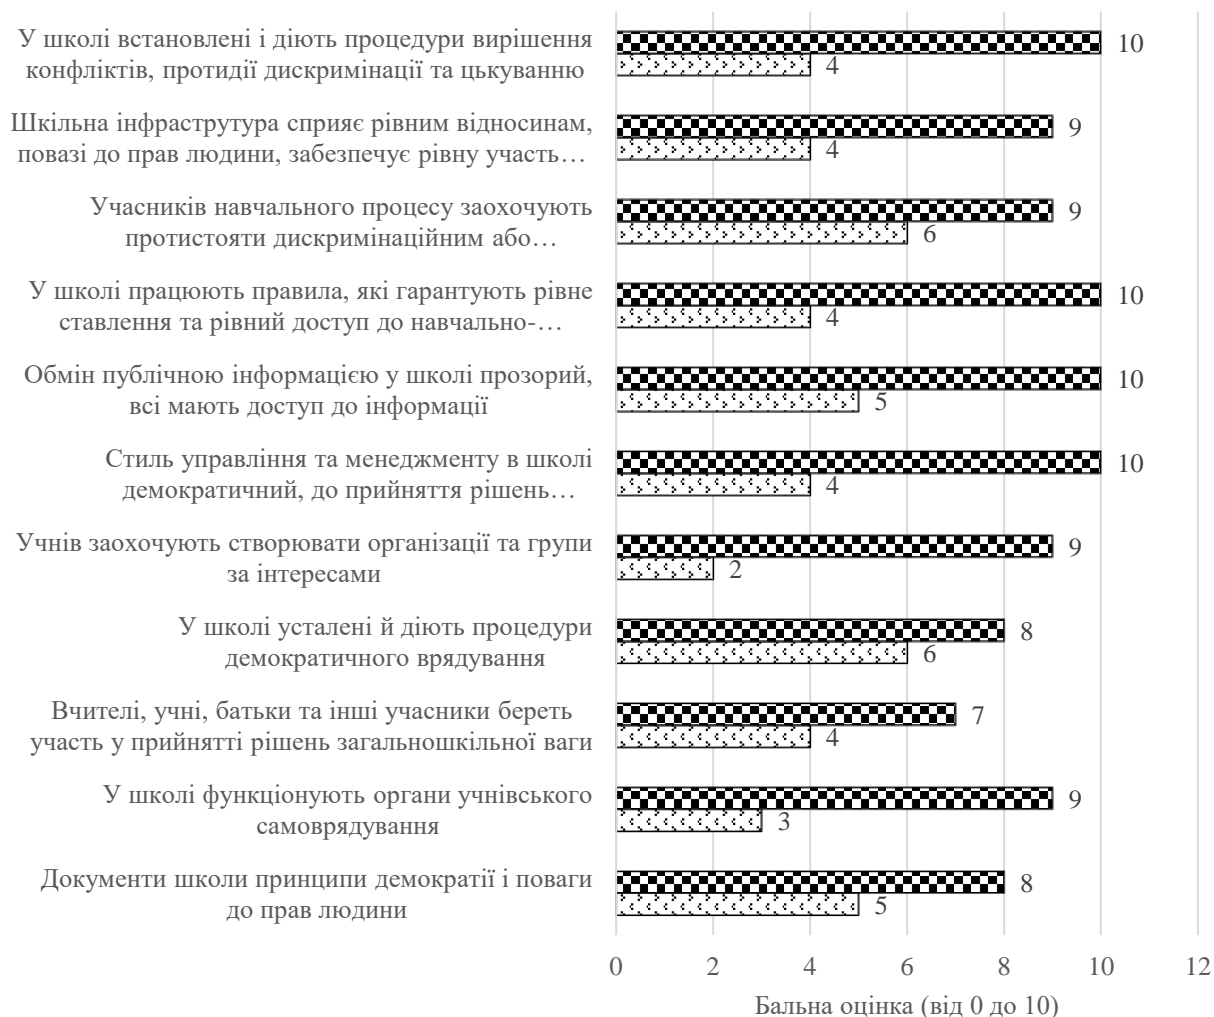 У школі встановлені і діють процедури вирішення
конфліктів, протидії дискримінації та цькуванню
10
4
Шкільна інфраструтура сприяє рівним відносинам,
повазі до прав людини, забезпечує рівну участь…
9
4
Учасників навчального процесу заохочують
протистояти дискримінаційним або…
9
6
У школі працюють правила, які гарантують рівне
ставлення та рівний доступ до навчально-…
10
4
Обмін публічною інформацією у школі прозорий,
всі мають доступ до інформації
10
5
Стиль управління та менеджменту в школі
демократичний, до прийняття рішень…
10
4
Учнів заохочують створювати організації та групи
за інтересами
9
2
У школі усталені й діють процедури
демократичного врядування
8
6
Вчителі, учні, батьки та інші учасники береть
участь у прийнятті рішень загальношкільної ваги
7
4
У школі функціонують органи учнівського
самоврядування
9
3
Документи школи принципи демократії і поваги
до прав людини
8
5
0 2 4 6 8 10 12
Бальна оцінка (від 0 до 10)